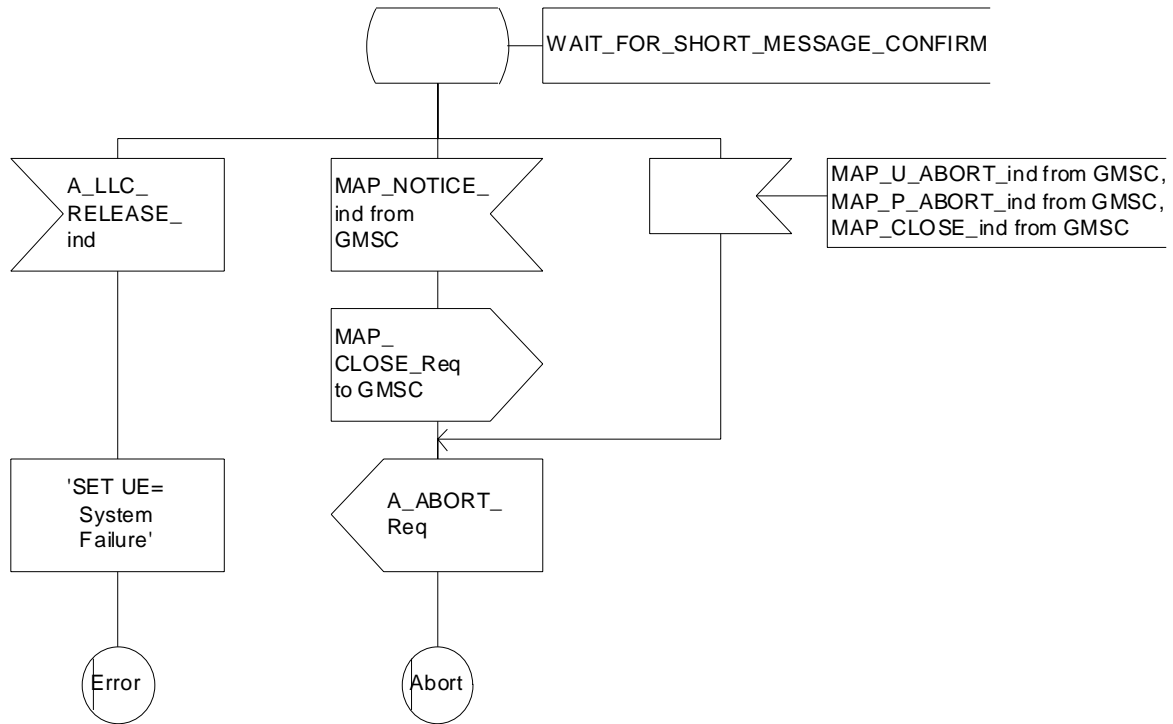 WAIT_FOR_SHORT_MESSAGE_CONFIRM
A_LLC_
RELEASE_
ind
MAP_NOTICE_
ind from
GMSC
MAP_U_ABORT_ind from GMSC,
MAP_P_ABORT_ind from GMSC,
MAP_CLOSE_ind from GMSC
MAP_
CLOSE_Req
to GMSC
'SET UE=
System
Failure'
A_ABORT_
Req
Error
Abort